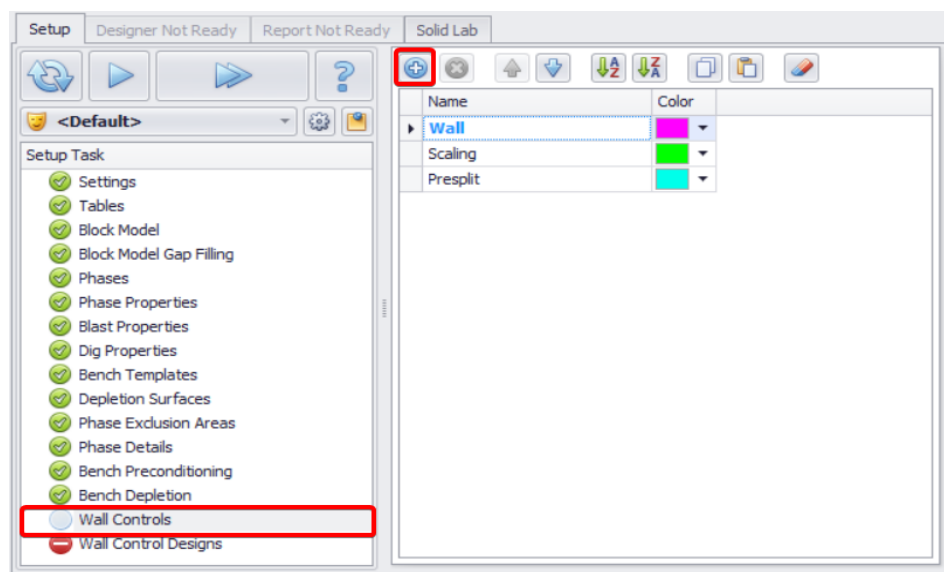 Setup
Designer Not Ready
Report Not Ready
Solid Lab
<Default>
Setup Task
Settings
Tables
Block Model
Block Model Gap Filling
Phases
Phase Properties
Blast Properties
Dig Properties
Bench Templates
Depletion Surfaces
Phase Exclusion Areas
Phase Details
Bench Preconditioning
Bench Depletion
Wall Controls
Wall Control Designs
A
Z
Z
A
Name Color
Wall
Scaling
Presplit